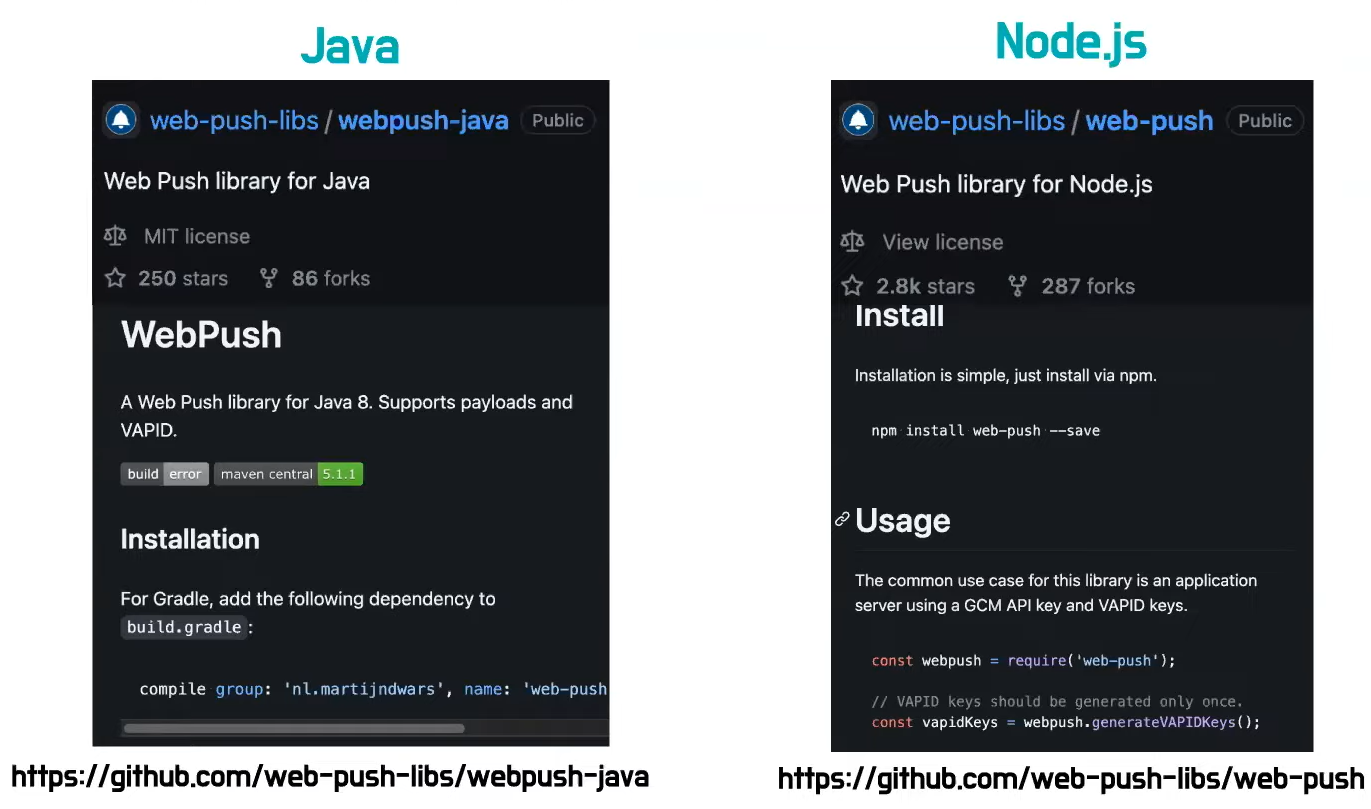 Java
web-push-libs / webpush-java Public
Web Push library for Java
MIT license
250 stars 86 forks
WebPush
A Web Push library for Java 8. Supports payloads and
VAPID.
build error maven central 5.1.1
Installation
For Gradle, add the following dependency to
build.gradle:
compile group: 'nl.martijndwars', name: 'web-push
https://github.com/web-push-libs/webpush-java
Node.js
web-push-libs / web-push Public
Web Push library for Node.js
View license
2.8k stars 287 forks
Install
Installation is simple, just install via npm.
npm install web-push --save
Usage
The common use case for this library is an application
server using a GCM API key and VAPID keys.
const webpush = require('web-push');
// VAPID keys should be generated only once.
const vapidKeys = webpush.generateVAPIDKeys();
https://github.com/web-push-libs/web-push